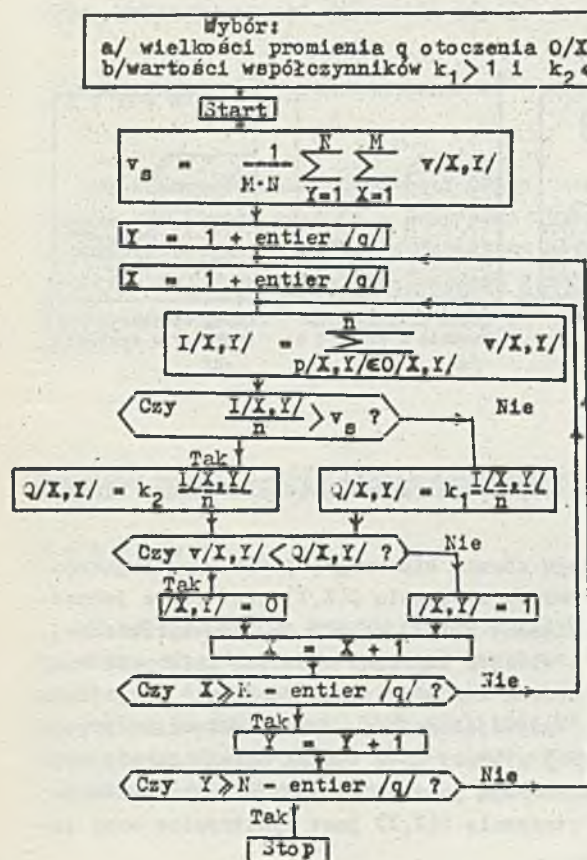 Wybór:
a/ wielkości promienia q otoczenia O/X
b/wartości współczynników k₁ > 1 i k₂
Start
vₛ = 1/M·N N∑Y=1 M∑X=1 v/X,Y/
Y = + entier /q/
X = 1 + entier /q/
I/X,Y/ = n∑p/X,Y/∈O/X,Y/ v/X,Y/
Czy I/X,Y//n > vₛ ? Nie
Tak
Q/X,Y/ = k₂ I/X,Y//n Q/X,Y/ = k₁ I/X,Y//n
Czy v/X,Y/ < Q/X,Y/ ? Nie
Tak
/X,Y/ = 0 /X,Y/ = 1
X = X + 1
Czy X ⩾ M - entier /q/ ? Nie
Tak
Y = Y + 1
Czy Y ⩾ N - entier /q/ ? Nie
Tak
Stop